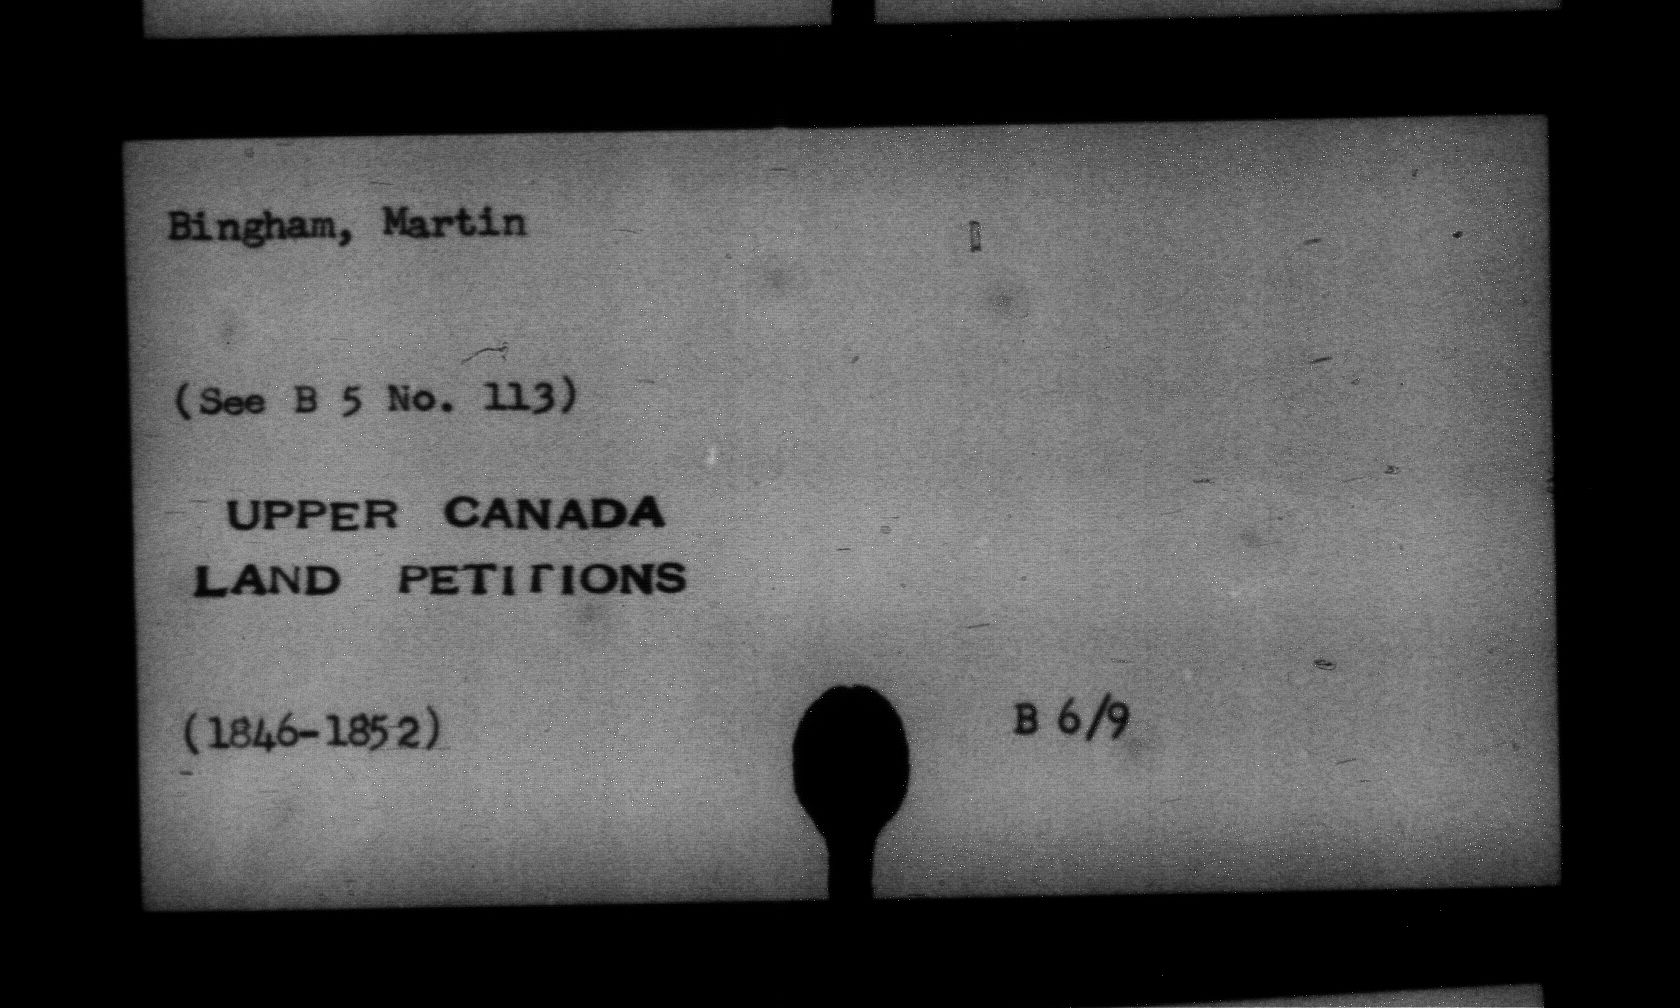 Bingham, Martin
(See B 5 No. 113)
UPPER CANADA
LAND PETITIONS
(1846-1852)
B 6/9